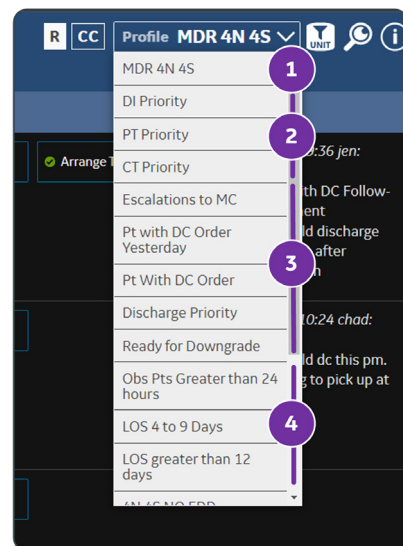 R CC Profile MDR 4N 4S UNIT i
MDR 4N 4S
1
DI Priority
PT Priority
2
9:36 jen:
CT Priority
Arrange
Escalations to MC
th DC Follow-
Pt with DC Order
Yesterday
discharge
after
3
Pt With DC Order
Discharge Priority
10:24 chad:
Ready for Downgrade
ld dc this pm.
Obs Pts Greater than 24
hours
to pick up at
LOS 4 to 9 Days
4
LOS greater than 12
days